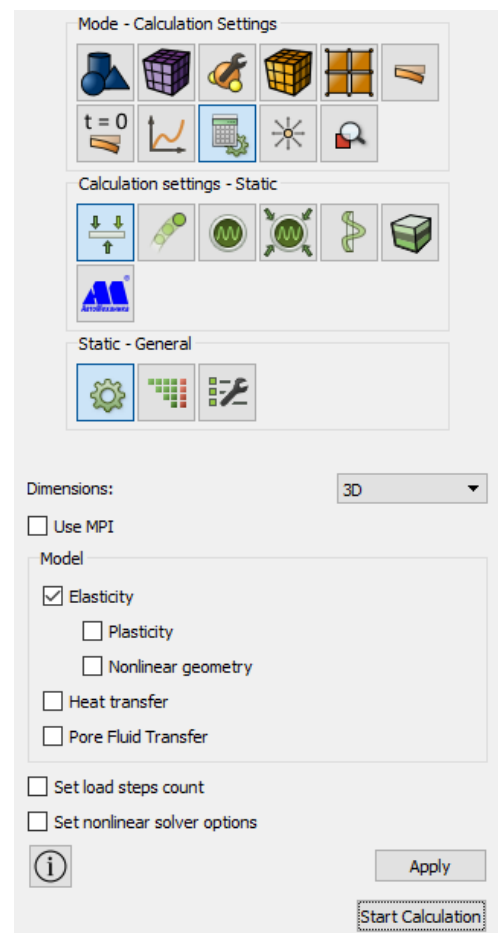 Mode - Calculation Settings
t = 0
Calculation settings - Static
АвтоМеханика
Static - General
Dimensions: 3D
Use MPI
Model
Elasticity
Plasticity
Nonlinear geometry
Heat transfer
Pore Fluid Transfer
Set load steps count
Set nonlinear solver options
i Apply
Start Calculation